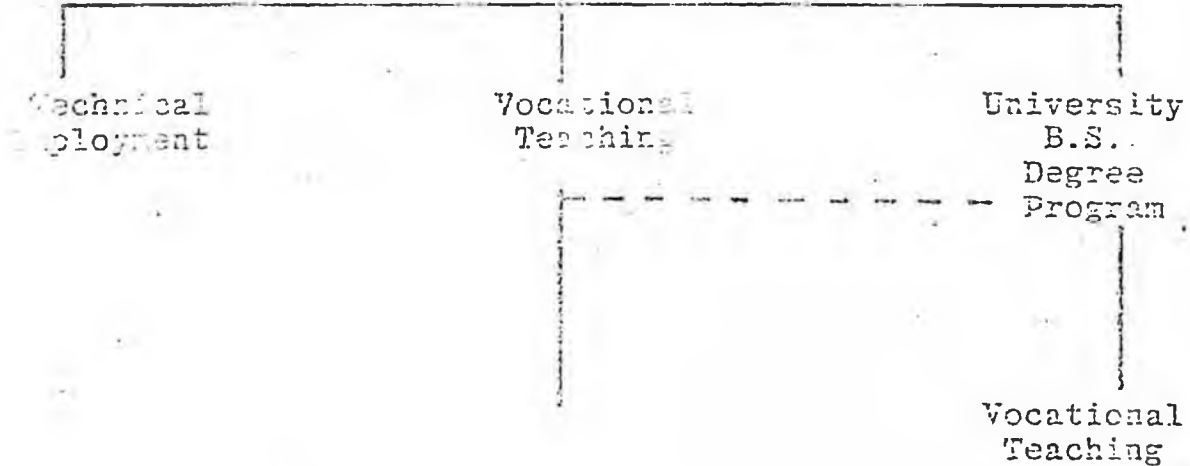 Technical
Employment
Vocational
Teaching
University
B.S.
Degree
Program
Vocational
Teaching